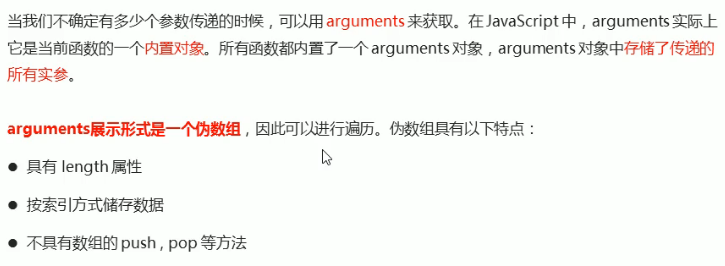 当我们不确定有多少个参数传递的时候，可以用 arguments 来获取。在 JavaScript 中，arguments 实际上
它是当前函数的一个内置对象。所有函数都内置了一个 arguments 对象，arguments 对象中存储了传递的
所有实参。
arguments展示形式是一个伪数组，因此可以进行遍历。伪数组具有以下特点：
● 具有 length 属性
● 按索引方式储存数据
● 不具有数组的 push , pop 等方法